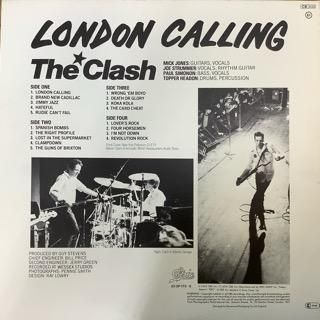 LONDON CALLING
The Clash
MICK JONES: GUITARS, VOCALS
JOE STRUMMER: VOCALS, RHYTHM GUITAR
PAUL SIMONON: BASS, VOCALS
TOPPER HEADON: DRUMS, PERCUSSION
SIDE ONE
1. LONDON CALLING
2. BRAND NEW CADILLAC
3. JIMMY JAZZ
4. HATEFUL
5. RUDIE CAN'T FAIL
SIDE TWO
1. SPANISH BOMBS
2. THE RIGHT PROFILE
3. LOST IN THE SUPERMARKET
4. CLAMPDOWN
5. THE GUNS OF BRIXTON
SIDE THREE
1. WRONG 'EM BOYO
2. DEATH OR GLORY
3. KOKA KOLA
4. THE CARD CHEAT
SIDE FOUR
1. LOVER'S ROCK
2. FOUR HORSEMEN
3. I'M NOT DOWN
4. REVOLUTION ROCK
PRODUCED BY GUY STEVENS
CHIEF ENGINEER, BILL PRICE
SECOND ENGINEER: JERRY GREEN
RECORDED AT WESSEX STUDIOS
PHOTOGRAPHS: PENNIE SMITH
DESIGN: RAY LOWRY
Epic